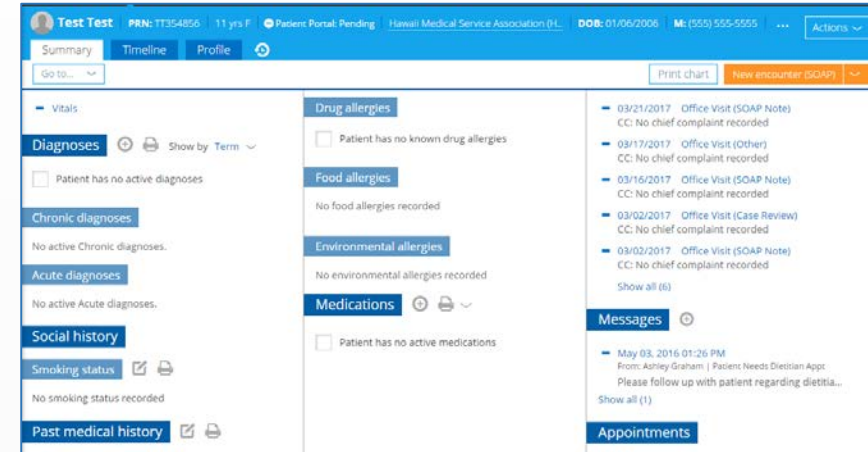 Test Test PRN: TT354856 11 yrs F Patient Portal: Pending Hawaii Medical Service Association (H... DOB: 01/06/2006 M: (555) 555-5555 ... Actions
Summary Timeline Profile
Go to... Print chart New encounter (SOAP)
Vitals
Diagnoses Show by Term
Patient has no active diagnoses
Chronic diagnoses
No active Chronic diagnoses.
Acute diagnoses
No active Acute diagnoses.
Social history
Smoking status
No smoking status recorded
Past medical history
Drug allergies
Patient has no known drug allergies
Food allergies
No food allergies recorded
Environmental allergies
No environmental allergies recorded
Medications
Patient has no active medications
03/21/2017 Office Visit (SOAP Note)
CC: No chief complaint recorded
03/17/2017 Office Visit (Other)
CC: No chief complaint recorded
03/16/2017 Office Visit (SOAP Note)
CC: No chief complaint recorded
03/02/2017 Office Visit (Case Review)
CC: No chief complaint recorded
03/02/2017 Office Visit (SOAP Note)
CC: No chief complaint recorded
Show all (6)
Messages
May 03, 2016 01:26 PM
From: Ashley Graham | Patient Needs Dietitian Appt
Please follow up with patient regarding dietitia...
Show all (1)
Appointments